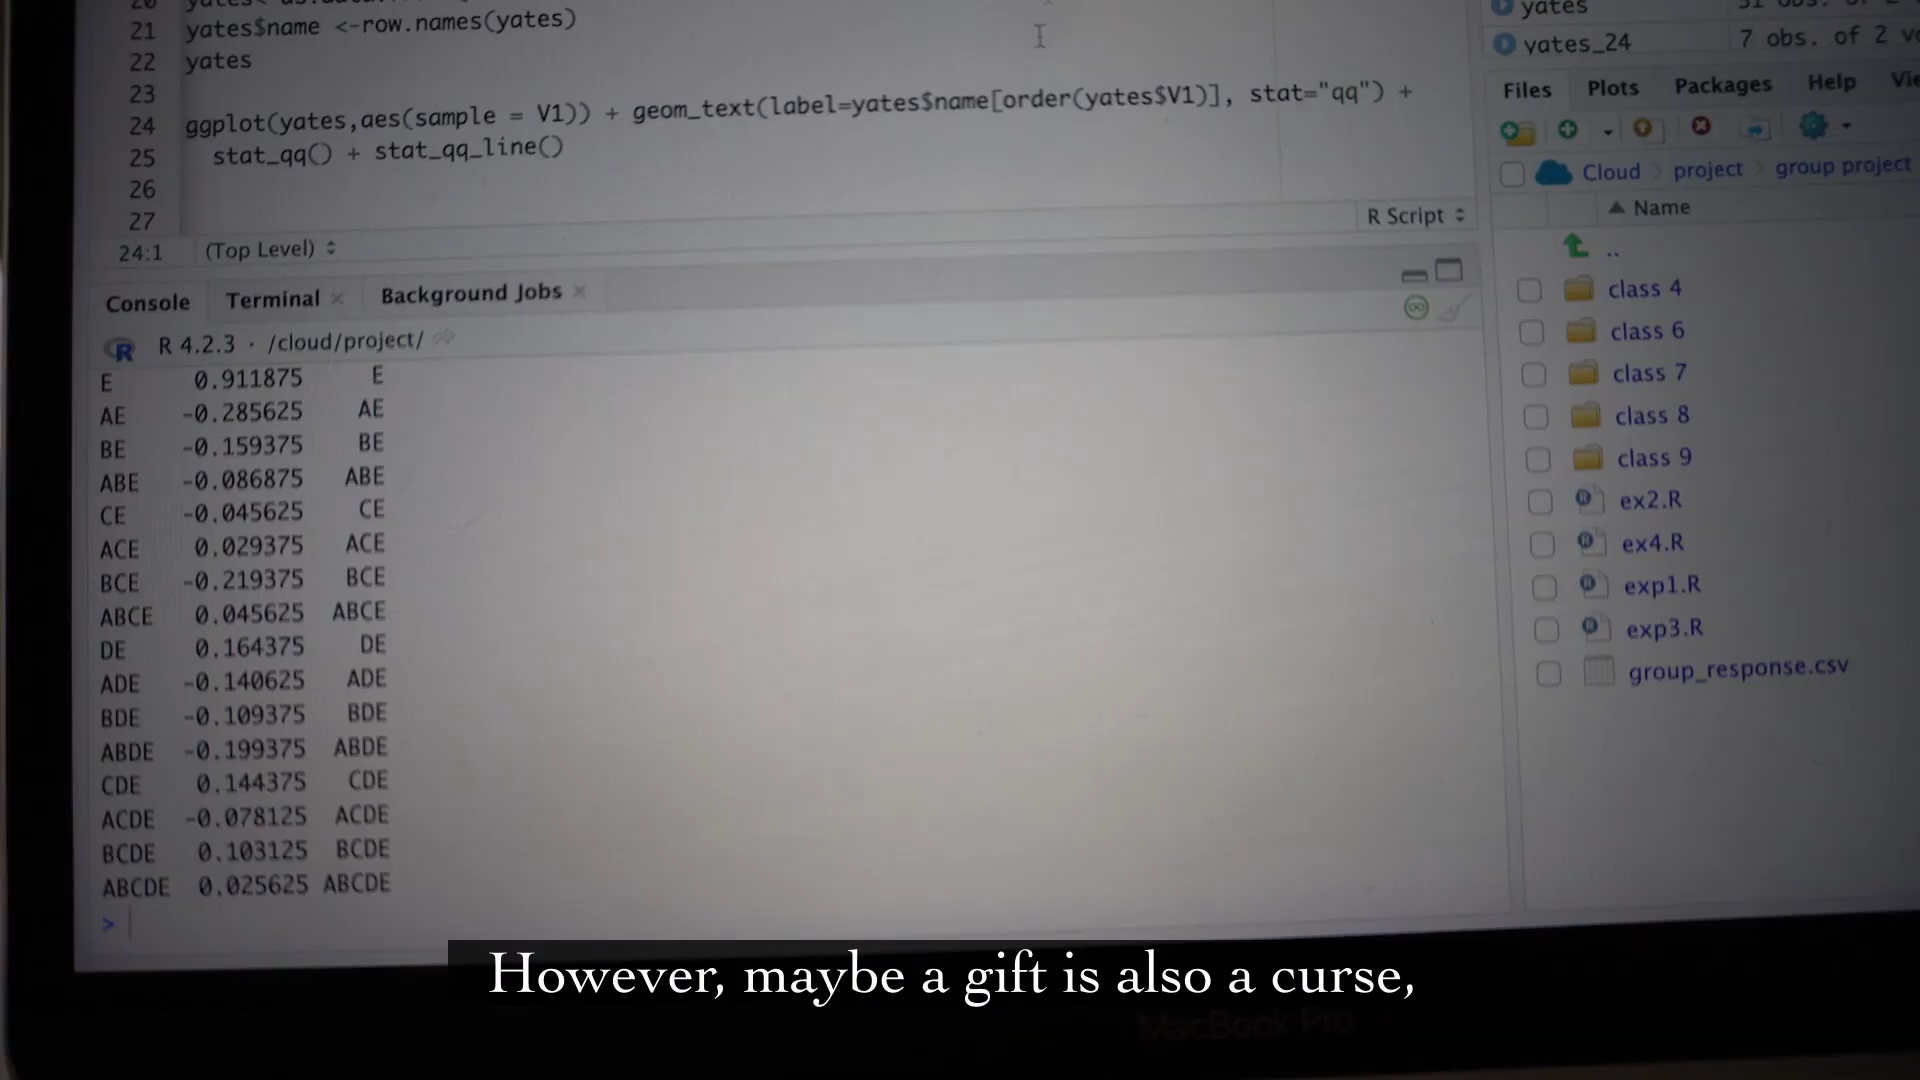 21 yates$name <-row.names(yates)
22 yates
23
24 ggplot(yates,aes(sample = V1)) + geom_text(label=yates$name[order(yates$V1)], stat="qq") +
25 stat_qq() + stat_qq_line()
26
27
24:1 (Top Level) R Script
Console Terminal Background Jobs
R 4.2.3 · /cloud/project/
E 0.911875 E
AE -0.285625 AE
BE -0.159375 BE
ABE -0.086875 ABE
CE -0.045625 CE
ACE 0.029375 ACE
BCE -0.219375 BCE
ABCE 0.045625 ABCE
DE 0.164375 DE
ADE -0.140625 ADE
BDE -0.109375 BDE
ABDE -0.199375 ABDE
CDE 0.144375 CDE
ACDE -0.078125 ACDE
BCDE 0.103125 BCDE
ABCDE 0.025625 ABCDE
>
yates
yates_24 7 obs. of 2
Files Plots Packages Help
Cloud project group project
Name
..
class 4
class 6
class 7
class 8
class 9
ex2.R
ex4.R
exp1.R
exp3.R
group_response.csv
However, maybe a gift is also a curse,
MacBook Pro